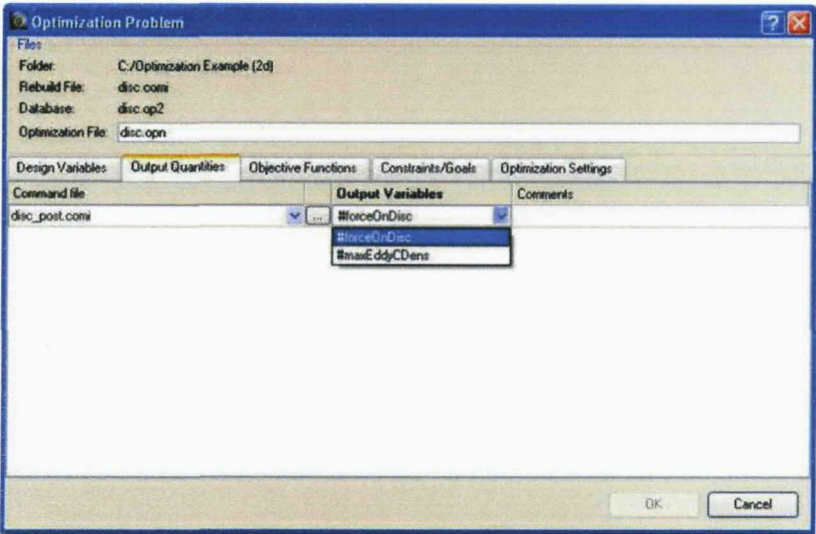 Optimization Problem
Files
Folder: C:/Optimization Example (2d)
Rebuild File: disc.comi
Database: disc.op2
Optimization File: disc.opn
Design Variables Output Quantities Objective Functions Constraints/Goals Optimization Settings
Command file Output Variables Comments
disc_post.comi ... #forceOnDisc
#forceOnDisc
#maxEddyCDens
OK Cancel